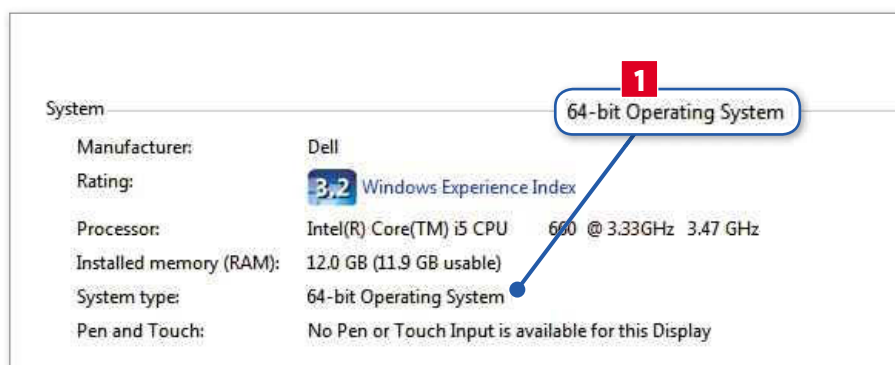 1
64-bit Operating System
System
Manufacturer: Dell
Rating: 3,2 Windows Experience Index
Processor: Intel(R) Core(TM) i5 CPU 660 @ 3.33GHz 3.47 GHz
Installed memory (RAM): 12.0 GB (11.9 GB usable)
System type: 64-bit Operating System
Pen and Touch: No Pen or Touch Input is available for this Display